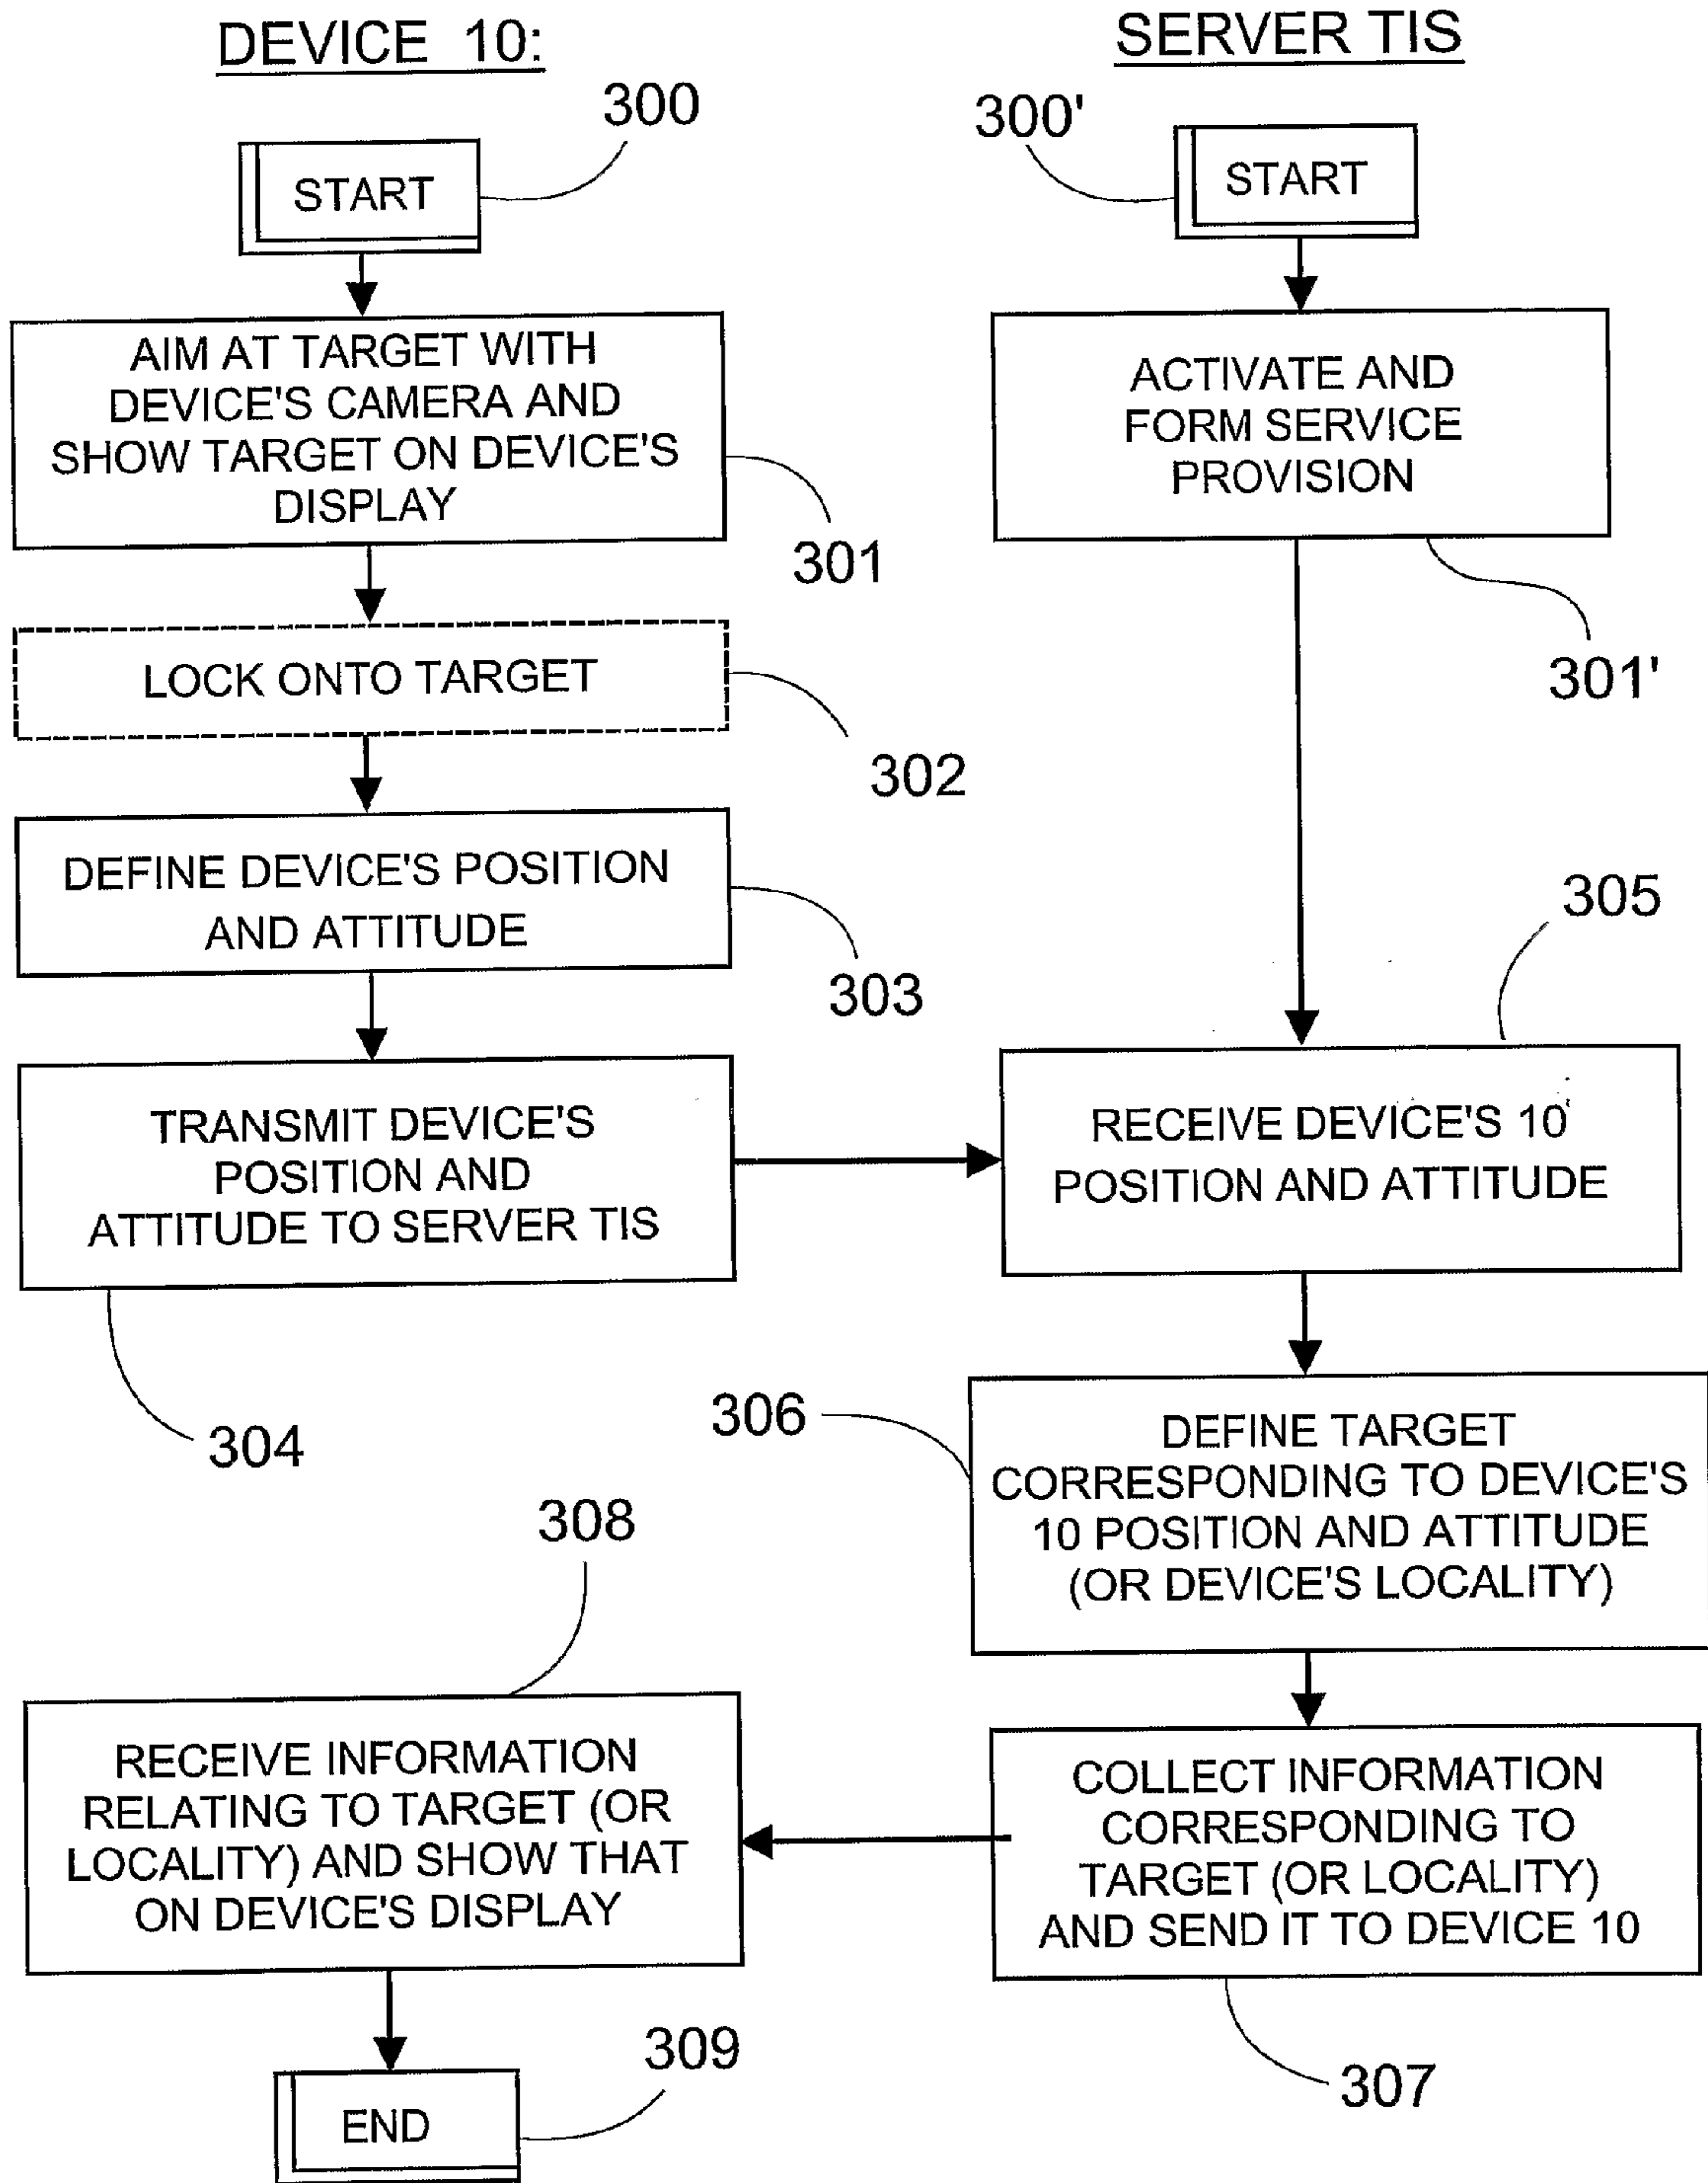 DEVICE 10:
300
START
AIM AT TARGET WITH
DEVICE'S CAMERA AND
SHOW TARGET ON DEVICE'S
DISPLAY
301
LOCK ONTO TARGET
302
DEFINE DEVICE'S POSITION
AND ATTITUDE
303
TRANSMIT DEVICE'S
POSITION AND
ATTITUDE TO SERVER TIS
304
SERVER TIS
300'
START
ACTIVATE AND
FORM SERVICE
PROVISION
301'
305
RECEIVE DEVICE'S 10
POSITION AND ATTITUDE
306
DEFINE TARGET
CORRESPONDING TO DEVICE'S
10 POSITION AND ATTITUDE
(OR DEVICE'S LOCALITY)
COLLECT INFORMATION
CORRESPONDING TO
TARGET (OR LOCALITY)
AND SEND IT TO DEVICE 10
307
308
RECEIVE INFORMATION
RELATING TO TARGET (OR
LOCALITY) AND SHOW THAT
ON DEVICE'S DISPLAY
309
END